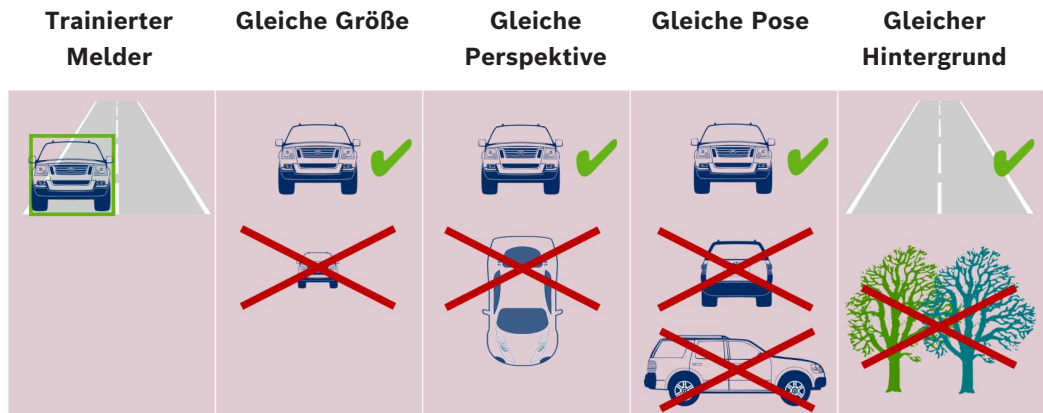 Trainierter
Melder
Gleiche Größe
Gleiche
Perspektive
Gleiche Pose
Gleicher
Hintergrund